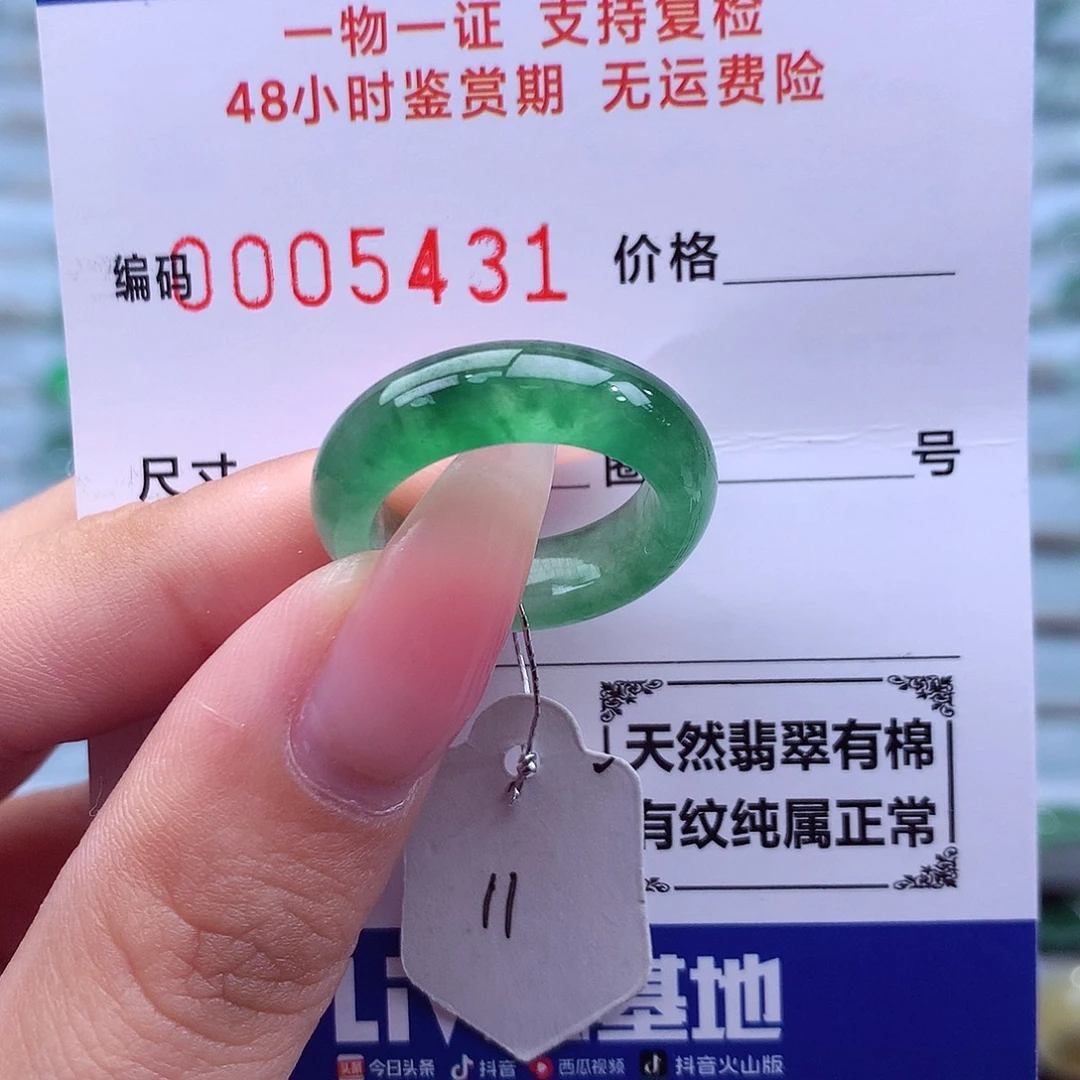 一物一证 支持复检
48小时鉴赏期 无运费险
编码0005431 价格
尺寸 圈 号
天然翡翠有棉
有纹纯属正常
11
基地
今日头条 抖音 西瓜视频 抖音火山版